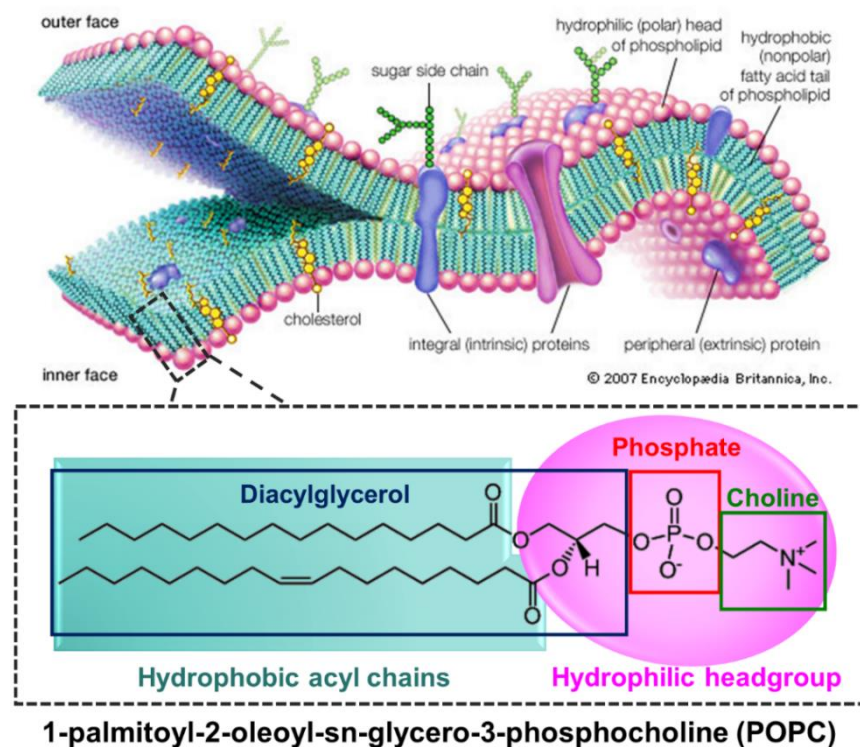 outer face
hydrophilic (polar) head
of phospholipid
hydrophobic
(nonpolar)
fatty acid tail
of phospholipid
sugar side chain
cholesterol
integral (intrinsic) proteins
peripheral (extrinsic) protein
inner face
© 2007 Encyclopædia Britannica, Inc.
Phosphate
Diacylglycerol
Choline
O
O
O
O
H
O
O
P
O
O-
N+
Hydrophobic acyl chains
Hydrophilic headgroup
1-palmitoyl-2-oleoyl-sn-glycero-3-phosphocholine (POPC)